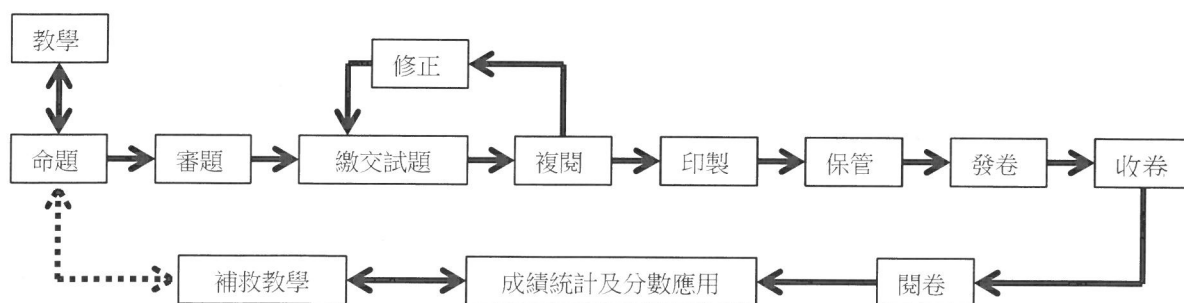 教學
修正
命題
審題
繳交試題
複閱
印製
保管
發卷
收卷
補救教學
成績統計及分數應用
閱卷